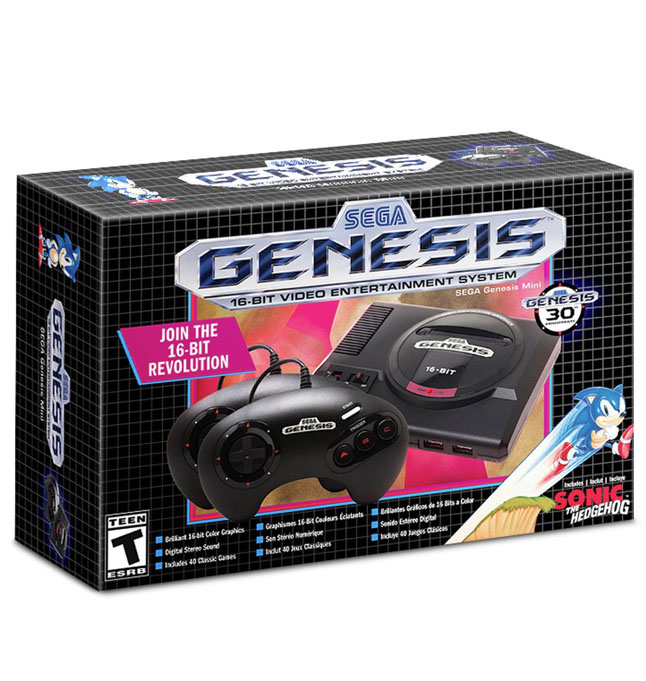 GENESIS
SEGA
GENESIS
16-BIT VIDEO ENTERTAINMENT SYSTEM
SEGA Genesis Mini
GENESIS
30
JOIN THE
16-BIT
REVOLUTION
GENESIS
SEGA Genesis Mini
GENESIS
16-BIT
SEGA
GENESIS
START
Includes | Inclut | Incluye
SONIC
THE
HEDGEHOG
TEEN
T
ESRB
Brilliant 16-bit Color Graphics
Digital Stereo Sound
Includes 40 Classic Games
Graphismes 16-Bit Couleurs Éclatants
Son Stéréo Numérique
Inclut 40 Jeux Classiques
Brillantes Gráficos de 16 Bits a Color
Sonido Estéreo Digital
Incluye 40 Juegos Clásicos